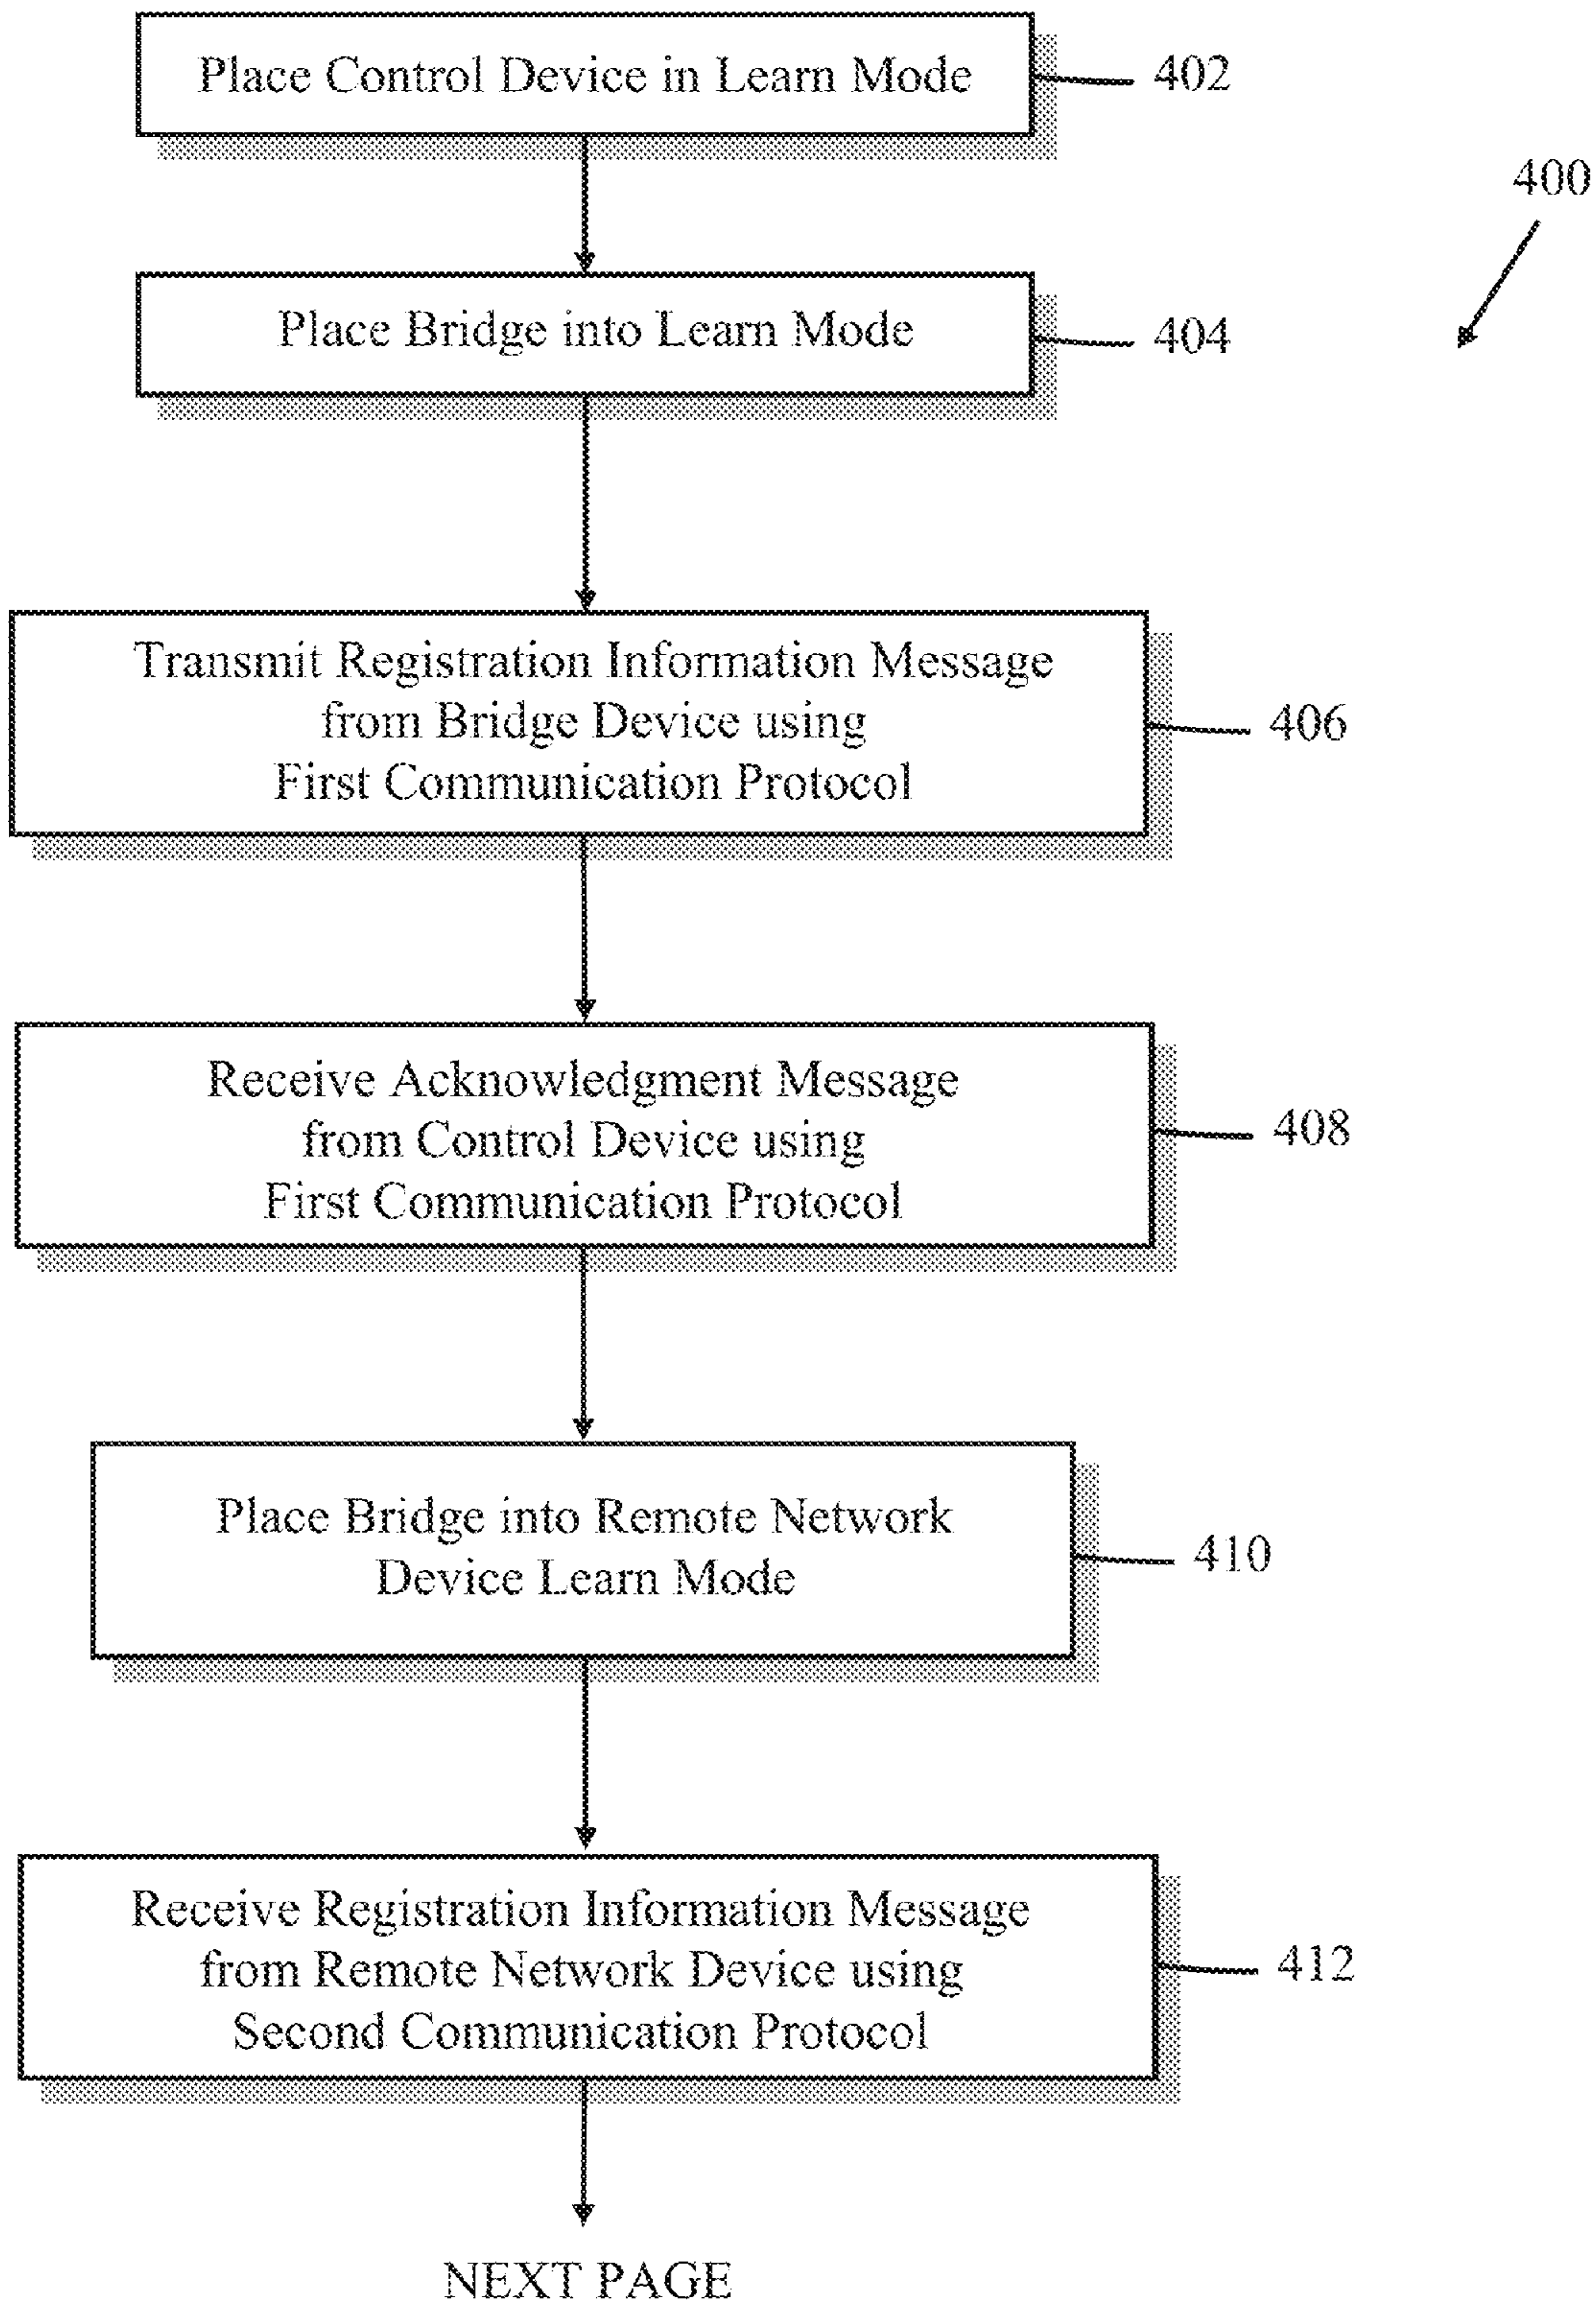 Place Control Device in Learn Mode
402
400
Place Bridge into Learn Mode
404
Transmit Registration Information Message
from Bridge Device using
First Communication Protocol
406
Receive Acknowledgment Message
from Control Device using
First Communication Protocol
408
Place Bridge into Remote Network
Device Learn Mode
410
Receive Registration Information Message
from Remote Network Device using
Second Communication Protocol
412
NEXT PAGE